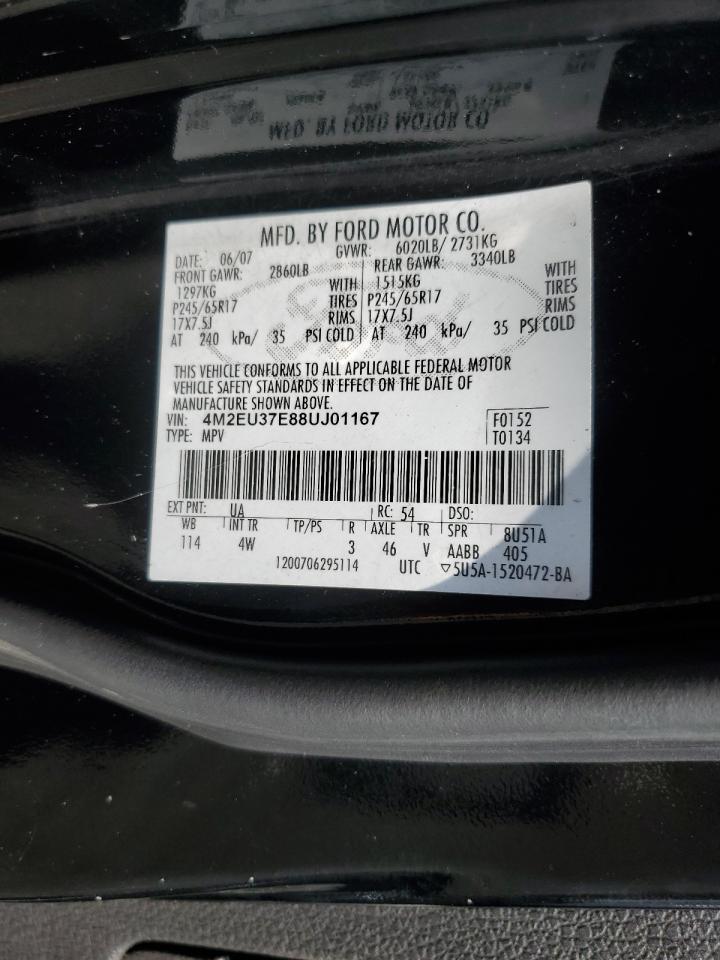 MFD. BY FORD MOTOR CO.
DATE: 06/07 GVWR: 6020LB/ 2731KG
FRONT GAWR: 2860LB REAR GAWR: 3340LB
1297KG WITH 1515KG WITH
P245/65R17 TIRES P245/65R17 TIRES
17X7.5J RIMS 17X7.5J RIMS
AT 240 kPa/ 35 PSI COLD AT 240 kPa/ 35 PSI COLD
THIS VEHICLE CONFORMS TO ALL APPLICABLE FEDERAL MOTOR
VEHICLE SAFETY STANDARDS IN EFFECT ON THE DATE OF
MANUFACTURE SHOWN ABOVE.
VIN: 4M2EU37E88UJ01167 F0152
TYPE: MPV T0134
EXT PNT: UA RC: 54 DSO:
WB INT TR TP/PS R AXLE TR SPR 8U51A
114 4W 3 46 V AABB 405
1200706295114 UTC ▽5U5A-1520472-BA